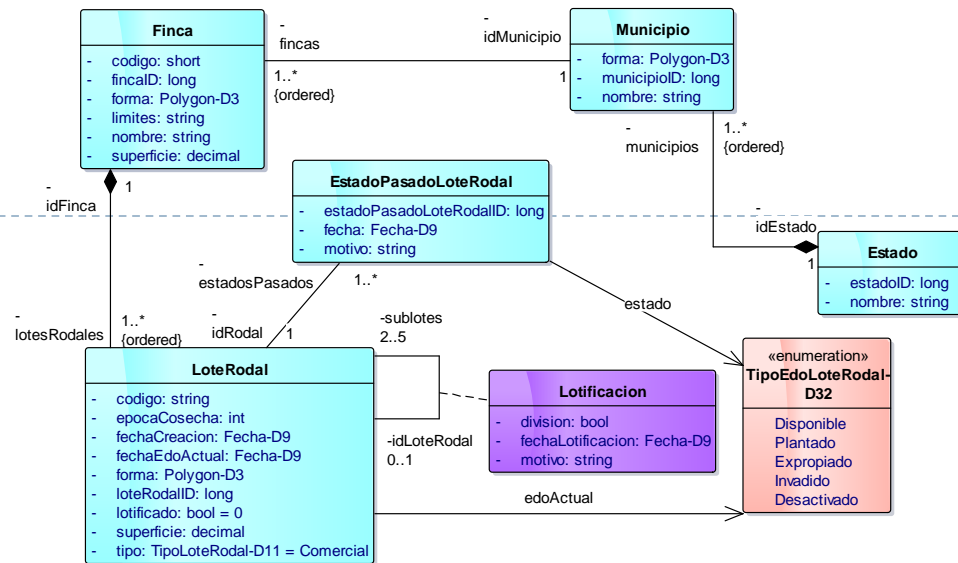 Finca
- codigo: short
- fincaID: long
- forma: Polygon-D3
- limites: string
- nombre: string
- superficie: decimal
-
fincas
1..*
{ordered}
-
idMunicipio
1
Municipio
- forma: Polygon-D3
- municipioID: long
- nombre: string
-
municipios
1..*
{ordered}
-
idEstado
1
Estado
- estadoID: long
- nombre: string
1
-
idFinca
EstadoPasadoLoteRodal
- estadoPasadoLoteRodalID: long
- fecha: Fecha-D9
- motivo: string
-
estadosPasados
1..*
-
idRodal
1
-
lotesRodales
1..*
{ordered}
estado
-sublotes
2..5
-idLoteRodal
0..1
LoteRodal
- codigo: string
- epocaCosecha: int
- fechaCreacion: Fecha-D9
- fechaEdoActual: Fecha-D9
- forma: Polygon-D3
- loteRodalID: long
- lotificado: bool = 0
- superficie: decimal
- tipo: TipoLoteRodal-D11 = Comercial
Lotificacion
- division: bool
- fechaLotificacion: Fecha-D9
- motivo: string
edoActual
«enumeration»
TipoEdoLoteRodal-
D32
Disponible
Plantado
Expropiado
Invadido
Desactivado